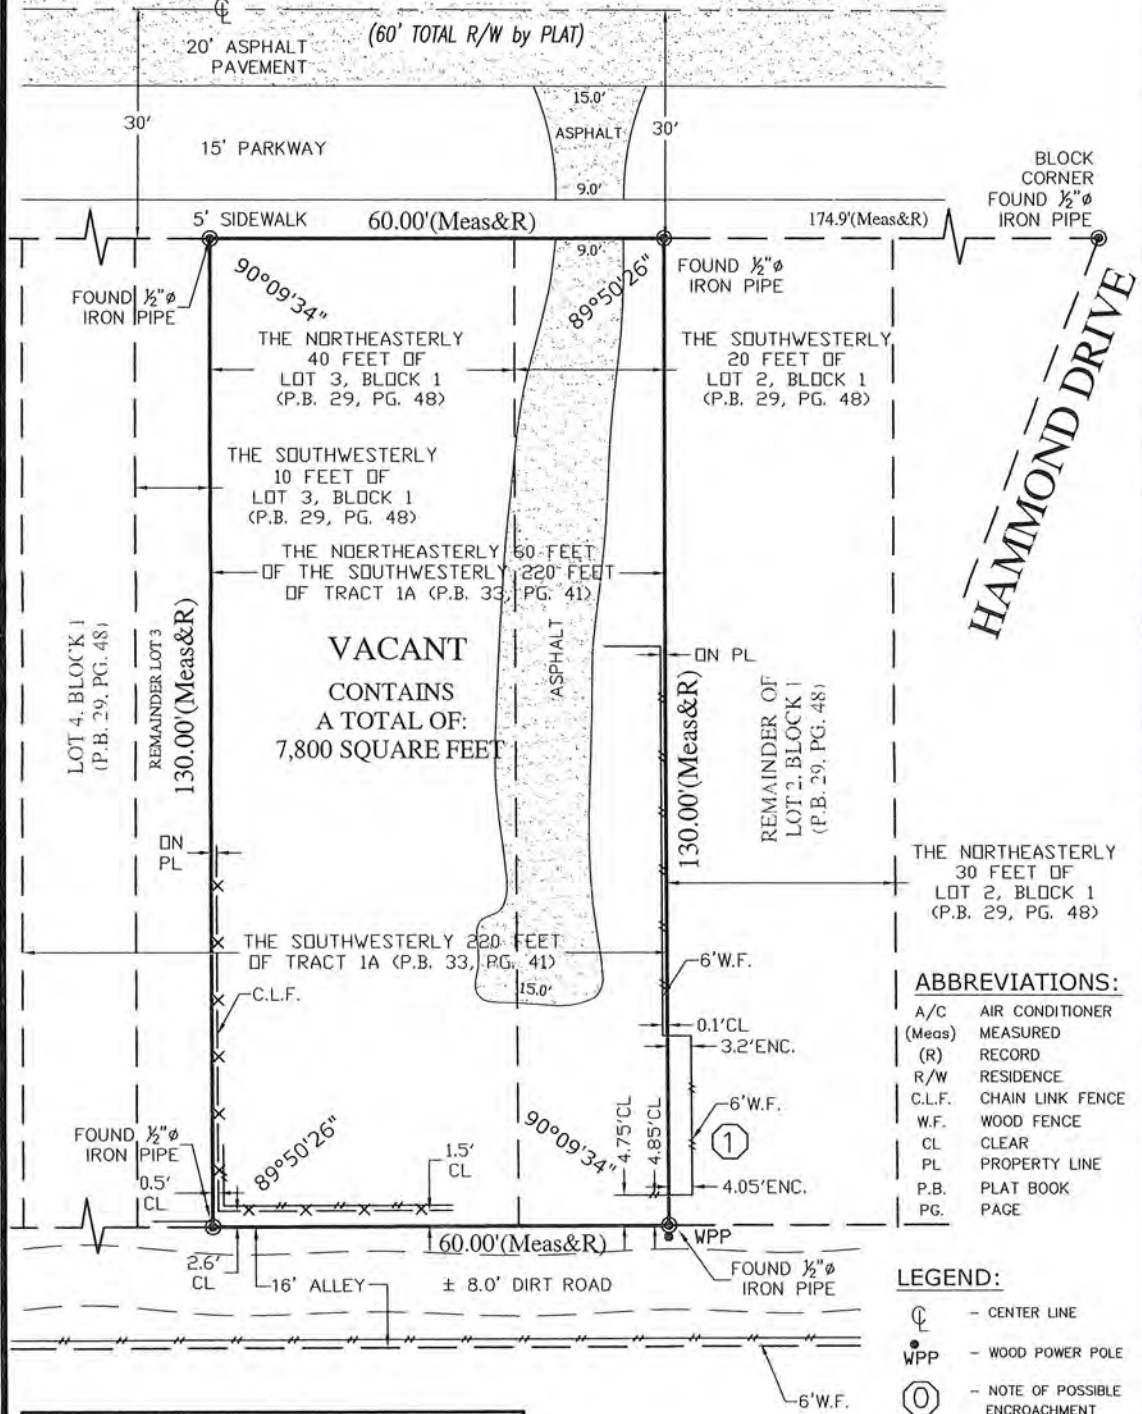 ℄
(60' TOTAL R/W by PLAT)
20' ASPHALT
PAVEMENT
15.0'
30'
ASPHALT
30'
15' PARKWAY
9.0'
BLOCK
CORNER
FOUND ½"ø
IRON PIPE
5' SIDEWALK
60.00'(Meas&R)
174.9'(Meas&R)
9.0'
90°09'34"
89°50'26"
FOUND ½"ø
IRON PIPE
FOUND ½"ø
IRON PIPE
HAMMOND DRIVE
THE NORTHEASTERLY
40 FEET OF
LOT 3, BLOCK 1
(P.B. 29, PG. 48)
THE SOUTHWESTERLY
20 FEET OF
LOT 2, BLOCK 1
(P.B. 29, PG. 48)
THE SOUTHWESTERLY
10 FEET OF
LOT 3, BLOCK 1
(P.B. 29, PG. 48)
THE NOERTHEASTERLY 60 FEET
OF THE SOUTHWESTERLY 220 FEET
OF TRACT 1A (P.B. 33, PG. 41)
LOT 4, BLOCK 1
(P.B. 29, PG. 48)
REMAINDER LOT 3
130.00'(Meas&R)
VACANT
CONTAINS
A TOTAL OF:
7,800 SQUARE FEET
ASPHALT
ON PL
130.00'(Meas&R)
REMAINDER OF
LOT 2, BLOCK 1
(P.B. 29, PG. 48)
ON
PL
THE NORTHEASTERLY
30 FEET OF
LOT 2, BLOCK 1
(P.B. 29, PG. 48)
THE SOUTHWESTERLY 220 FEET
OF TRACT 1A (P.B. 33, PG. 41)
C.L.F.
15.0'
6'W.F.
0.1'CL
3.2'ENC.
6'W.F.
1
4.75'CL
4.85'CL
4.05'ENC.
90°09'34"
89°50'26"
FOUND ½"ø
IRON PIPE
0.5'
CL
1.5'
CL
60.00'(Meas&R)
WPP
2.6'
CL
16' ALLEY
± 8.0' DIRT ROAD
FOUND ½"ø
IRON PIPE
6'W.F.
ABBREVIATIONS:
A/C AIR CONDITIONER
(Meas) MEASURED
(R) RECORD
R/W RESIDENCE
C.L.F. CHAIN LINK FENCE
W.F. WOOD FENCE
CL CLEAR
PL PROPERTY LINE
P.B. PLAT BOOK
PG. PAGE
LEGEND:
℄ - CENTER LINE
WPP - WOOD POWER POLE
0 - NOTE OF POSSIBLE
ENCROACHMENT